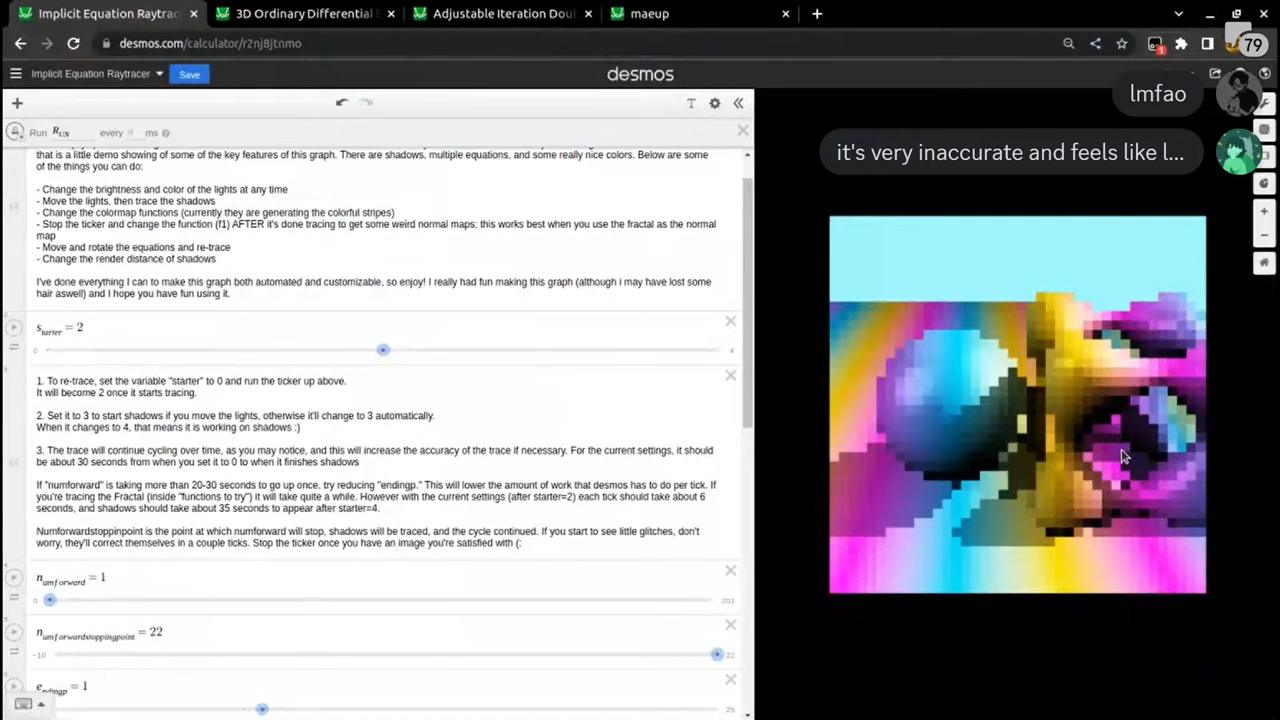 Implicit Equation Raytrac
3D Ordinary Differential
Adjustable Iteration Dou
maeup
desmos.com/calculator/r2nj8jtnmo
79
Implicit Equation Raytracer
Save
desmos
lmfao
it's very inaccurate and feels like l...
Run R_UN every ms
that is a little demo showing of some of the key features of this graph. There are shadows, multiple equations, and some really nice colors. Below are some
of the things you can do:
- Change the brightness and color of the lights at any time
- Move the lights, then trace the shadows
- Change the colormap functions (currently they are generating the colorful stripes)
- Stop the ticker and change the function (f1) AFTER it's done tracing to get some weird normal maps; this works best when you use the fractal as the normal
map
- Move and rotate the equations and re-trace
- Change the render distance of shadows
I've done everything I can to make this graph both automated and customizable, so enjoy! I really had fun making this graph (although i may have lost some
hair aswell) and I hope you have fun using it.
2
s_tarter = 2
0
4
1. To re-trace, set the variable "starter" to 0 and run the ticker up above.
It will become 2 once it starts tracing.
2. Set it to 3 to start shadows if you move the lights, otherwise it'll change to 3 automatically.
When it changes to 4, that means it is working on shadows :)
3. The trace will continue cycling over time, as you may notice, and this will increase the accuracy of the trace if necessary. For the current settings, it should
be about 30 seconds from when you set it to 0 to when it finishes shadows
If "numforward" is taking more than 20-30 seconds to go up once, try reducing "endingp." This will lower the amount of work that desmos has to do per tick. If
you're tracing the Fractal (inside "functions to try") it will take quite a while. However with the current settings (after starter=2) each tick should take about 6
seconds, and shadows should take about 35 seconds to appear after starter=4.
Numforwardstoppinpoint is the point at which numforward will stop, shadows will be traced, and the cycle continued. If you start to see little glitches, don't
worry, they'll correct themselves in a couple ticks. Stop the ticker once you have an image you're satisfied with (:
n_umforward = 1
0
201
n_umforwardstoppingpoint = 22
-10
22
e_ndingp = 1
25